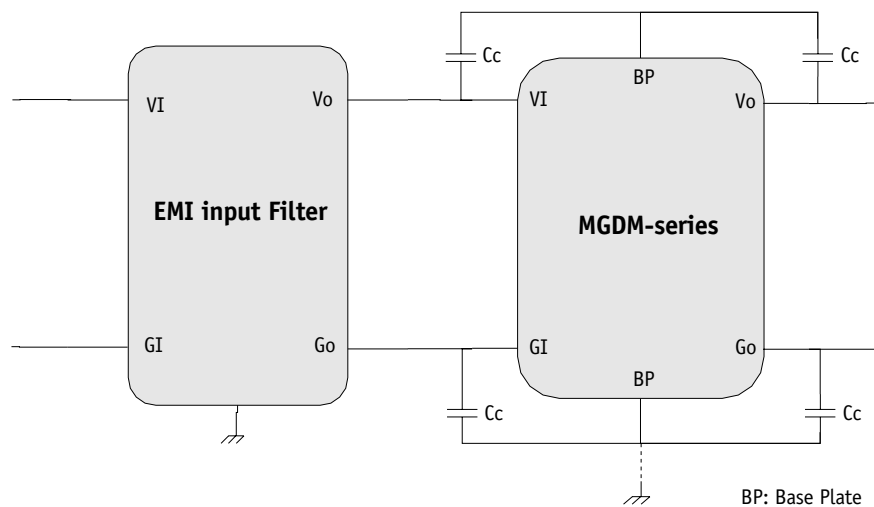 Cc
Cc
BP
VI
Vo
VI
Vo
EMI input Filter
MGDM-series
GI
Go
GI
Go
BP
Cc
Cc
BP: Base Plate